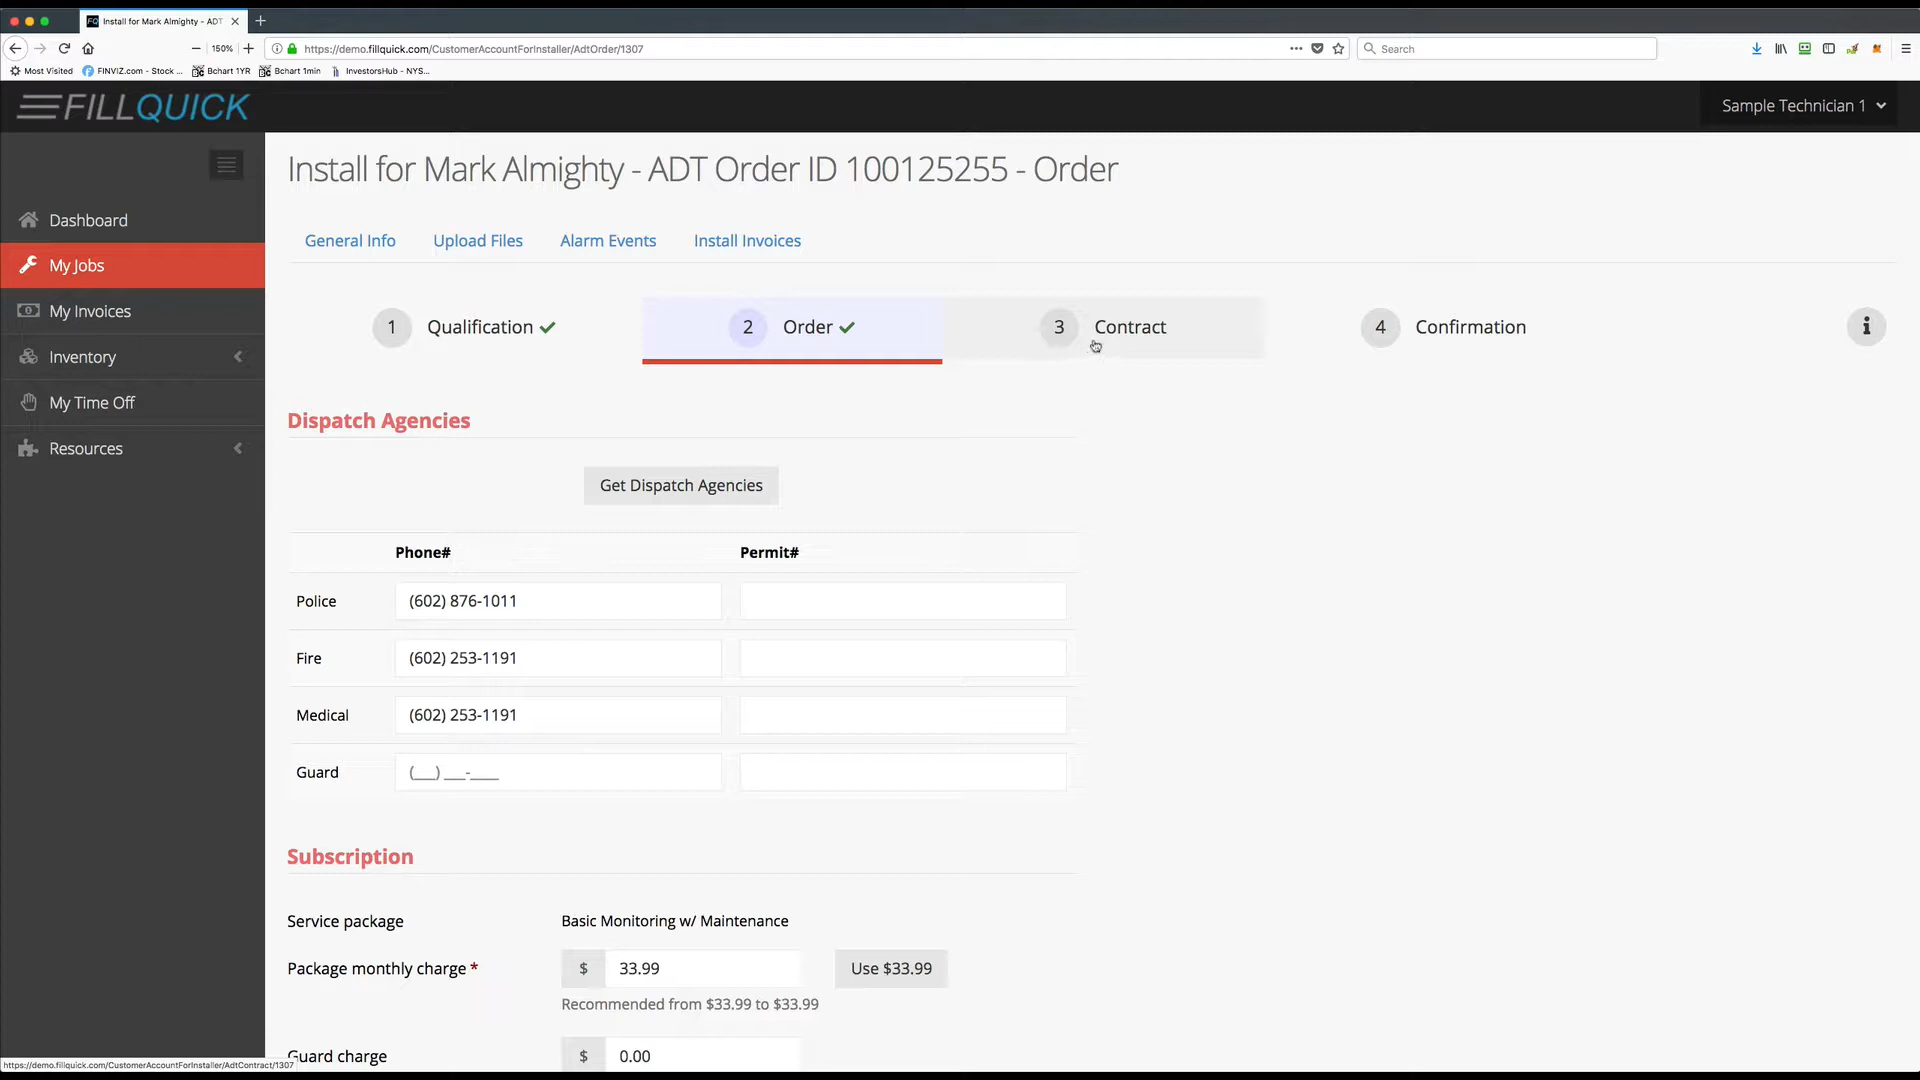 Install for Mark Almighty - ADT
150%
https://demo.fillquick.com/CustomerAccountForInstaller/AdtOrder/1307
Search
Most Visited
FINVIZ.com - Stock ...
Bchart 1YR
Bchart 1min
InvestorsHub - NYS...
FILLQUICK
Sample Technician 1
Dashboard
My Jobs
My Invoices
Inventory
My Time Off
Resources
Install for Mark Almighty - ADT Order ID 100125255 - Order
General Info
Upload Files
Alarm Events
Install Invoices
1 Qualification
2 Order
3 Contract
4 Confirmation
Dispatch Agencies
Get Dispatch Agencies
Phone# Permit#
Police (602) 876-1011
Fire (602) 253-1191
Medical (602) 253-1191
Guard (___) ___-____
Subscription
Service package Basic Monitoring w/ Maintenance
Package monthly charge * $ 33.99 Use $33.99
Recommended from $33.99 to $33.99
Guard charge $ 0.00
https://demo.fillquick.com/CustomerAccountForInstaller/AdtContract/1307